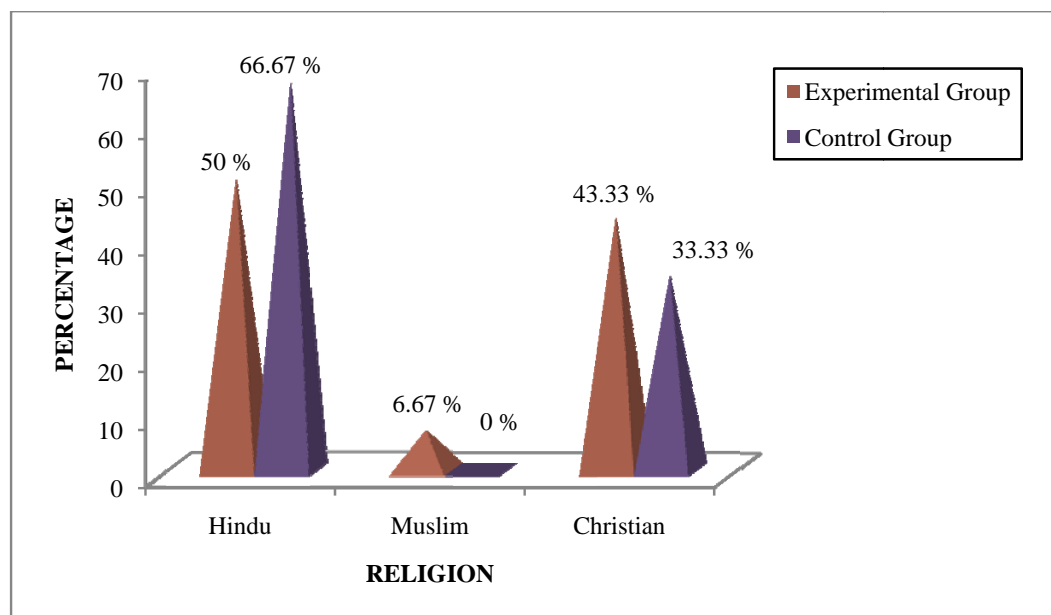 66.67 %
50 %
43.33 %
33.33 %
6.67 %
0 %
Experimental Group
Control Group
PERCENTAGE
70
60
50
40
30
20
10
0
Hindu
Muslim
Christian
RELIGION